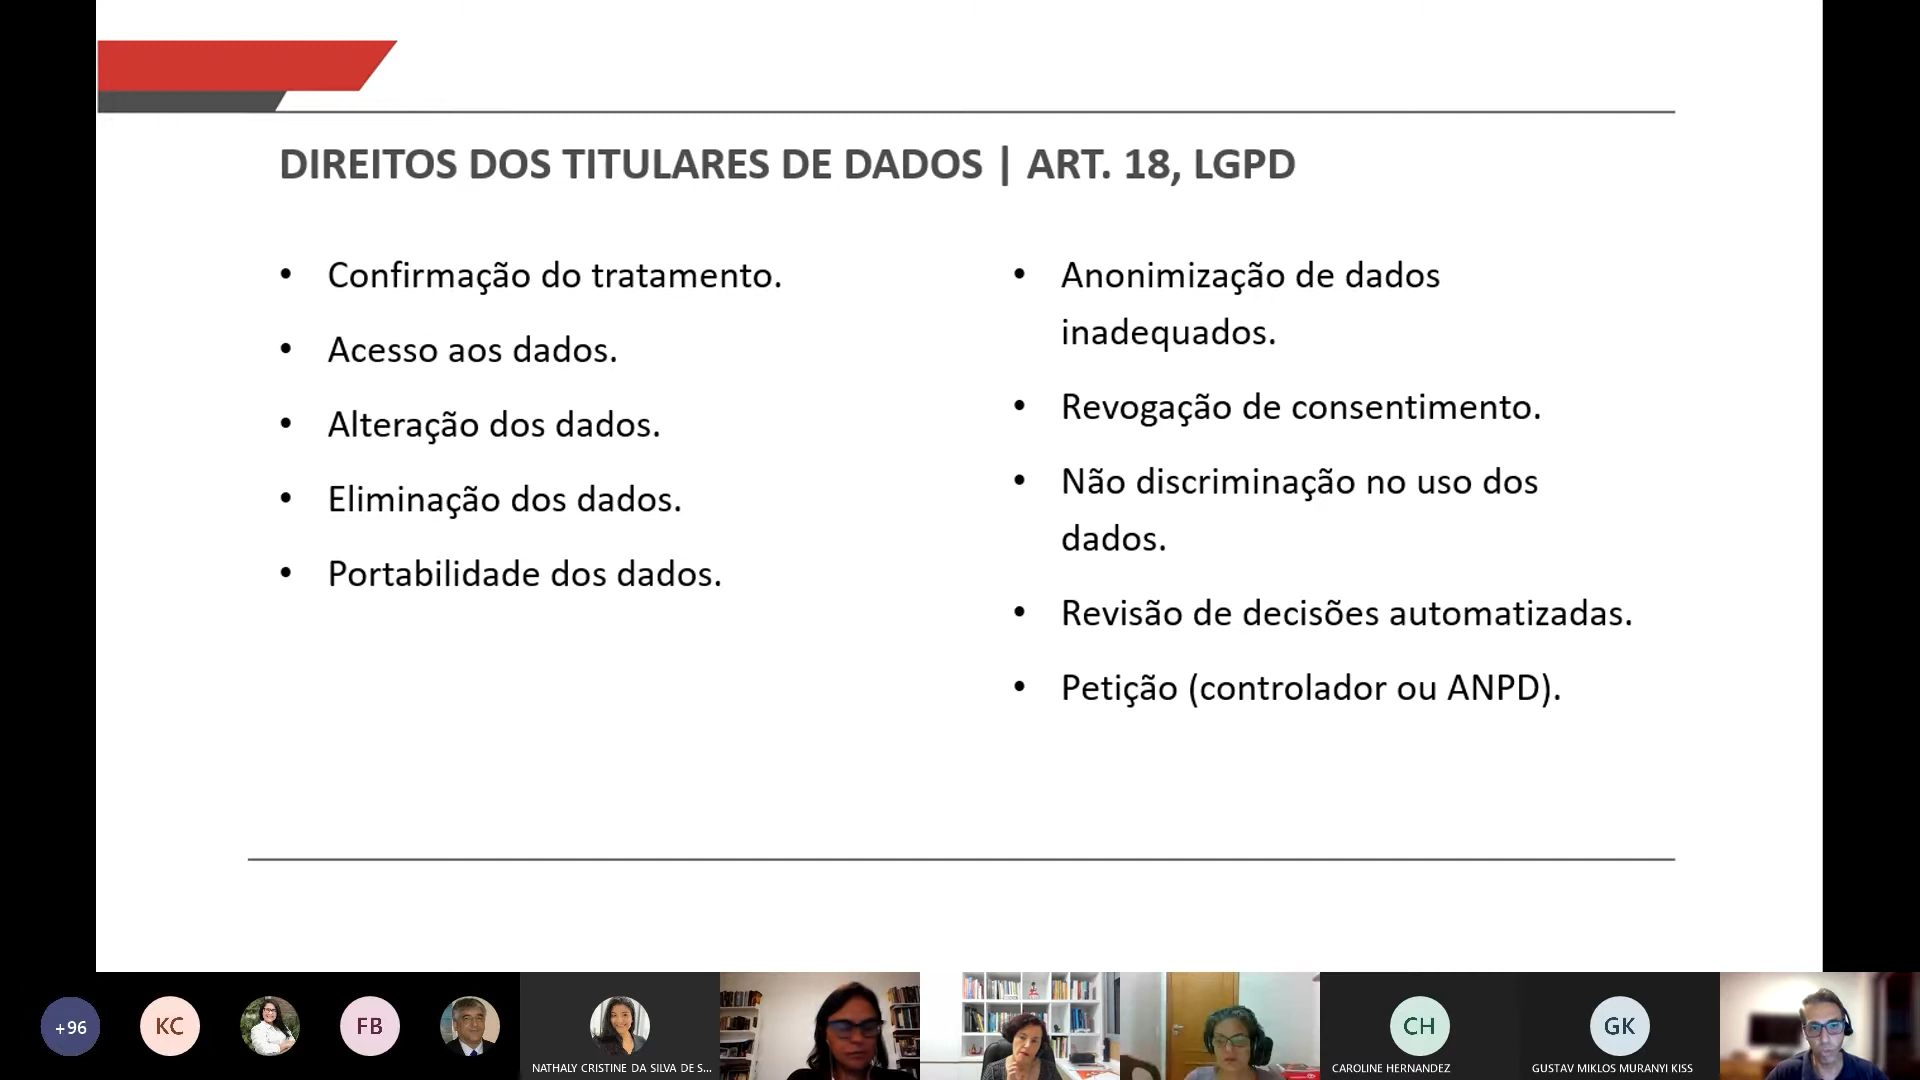 DIREITOS DOS TITULARES DE DADOS | ART. 18, LGPD
• Confirmação do tratamento.
• Acesso aos dados.
• Alteração dos dados.
• Eliminação dos dados.
• Portabilidade dos dados.
• Anonimização de dados
inadequados.
• Revogação de consentimento.
• Não discriminação no uso dos
dados.
• Revisão de decisões automatizadas.
• Petição (controlador ou ANPD).
+96
KC
FB
NATHALY CRISTINE DA SILVA DE S...
CH
CAROLINE HERNANDEZ
GK
GUSTAV MIKLOS MURANYI KISS